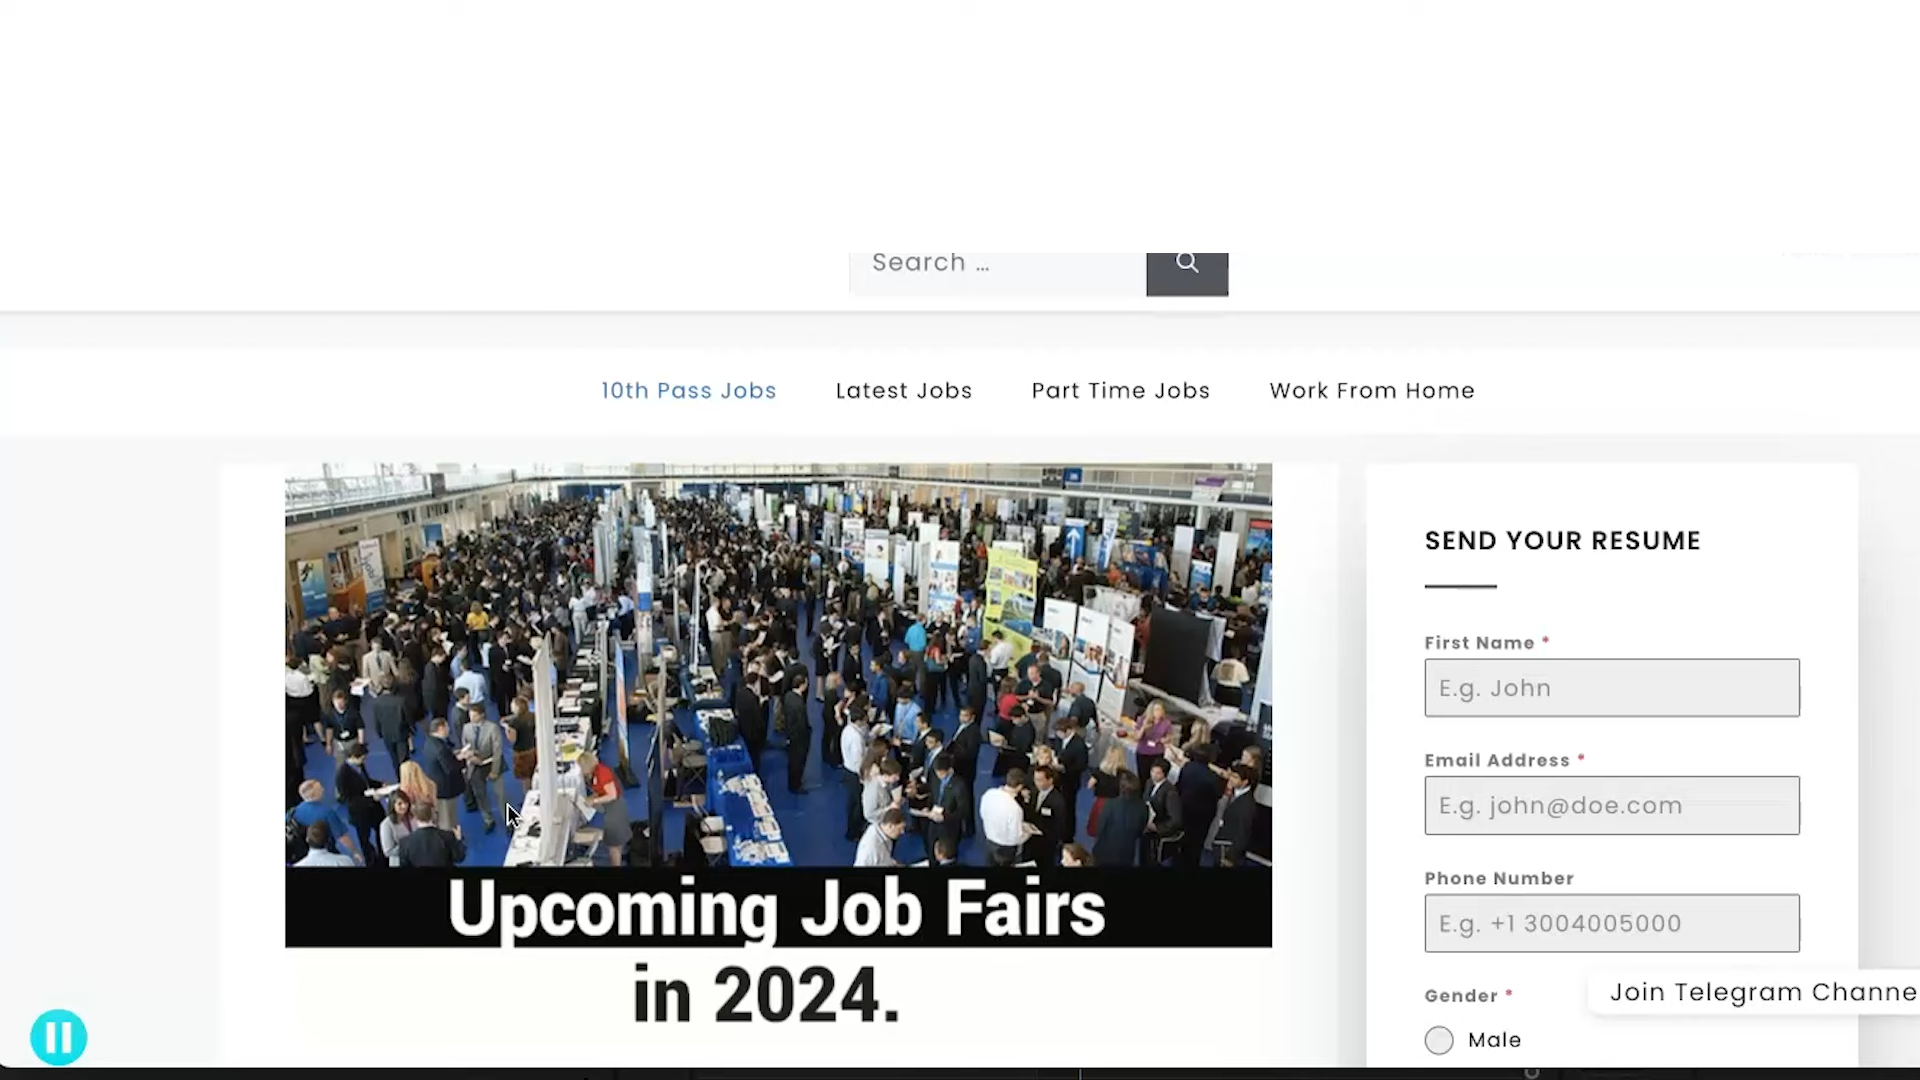 Search ...
10th Pass Jobs Latest Jobs Part Time Jobs Work From Home
Upcoming Job Fairs
in 2024.
SEND YOUR RESUME
First Name *
E.g. John
Email Address *
E.g. john@doe.com
Phone Number
E.g. +1 3004005000
Gender *
Male
Join Telegram Channe